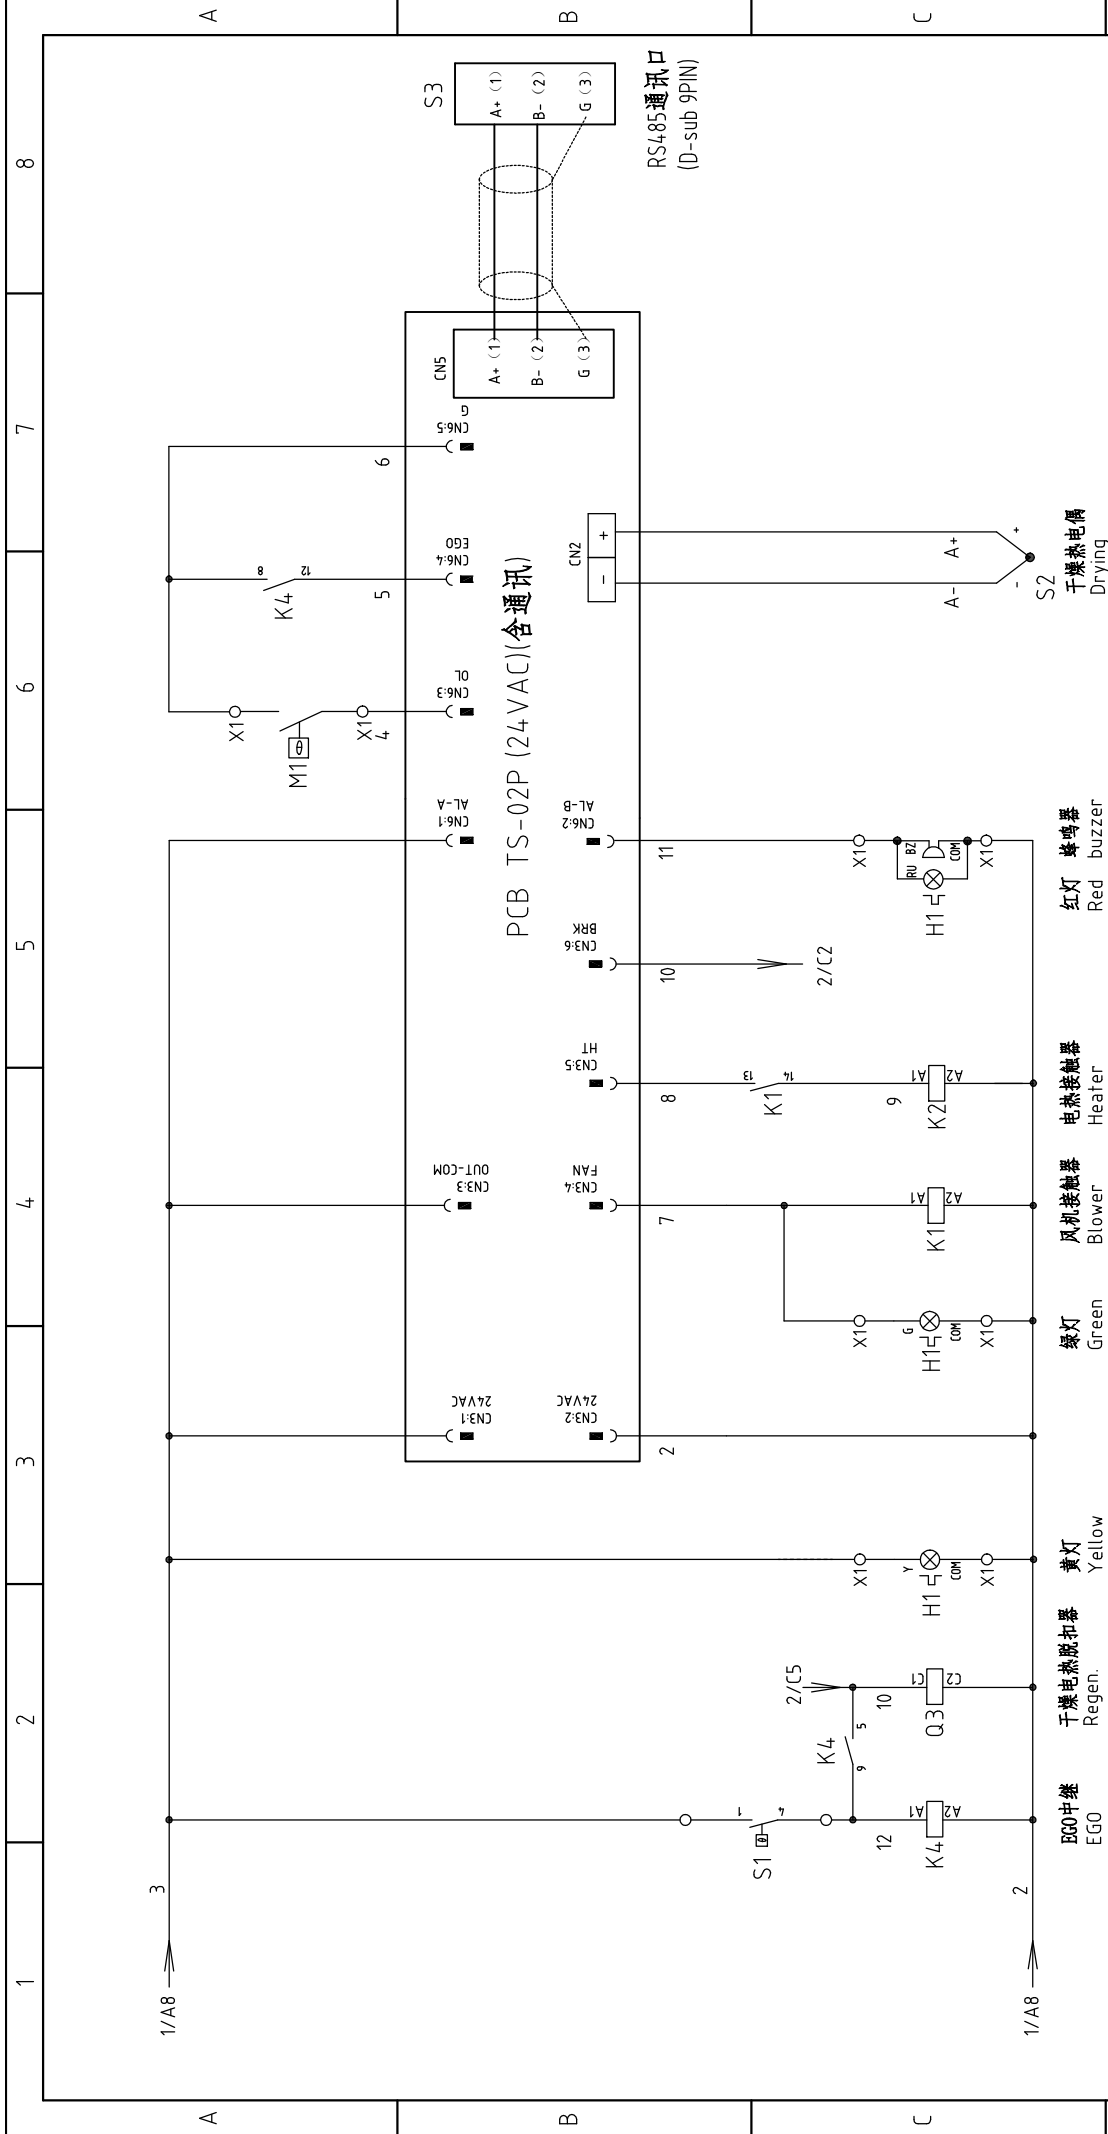 1
2
3
4
5
6
7
8
A
B
C
A
B
C
1/A8
3
1/A8
2
S1
1
4
12
K4
A1
A2
EGO中继
EGO
K4
9
5
2/C5
10
Q3
C1
C2
干燥电热脱扣器
Regen.
X1
H1
Y
COM
X1
黄灯
Yellow
CN3:1
24VAC
CN3:2
24VAC
2
X1
H1
G
COM
X1
绿灯
Green
CN3:3
OUT-COM
CN3:4
FAN
7
K1
A1
A2
风机接触器
Blower
CN3:5
HT
8
K1
13
14
9
K2
A1
A2
电热接触器
Heater
CN3:6
BRK
10
2/C2
CN6:1
AL-A
CN6:2
AL-B
11
X1
H1
RU
BZ
COM
X1
红灯
Red
蜂鸣器
buzzer
PCB TS-02P (24VAC)(含通讯)
X1
M1
θ
X1
4
CN6:3
OL
K4
8
12
5
CN6:4
EGO
6
CN6:5
G
CN2
- +
A-
A+
-
+
S2
干燥热电偶
Drying
CN5
A+ (1)
B- (2)
G (3)
S3
A+ (1)
B- (2)
G (3)
RS485通讯口
(D-sub 9PIN)